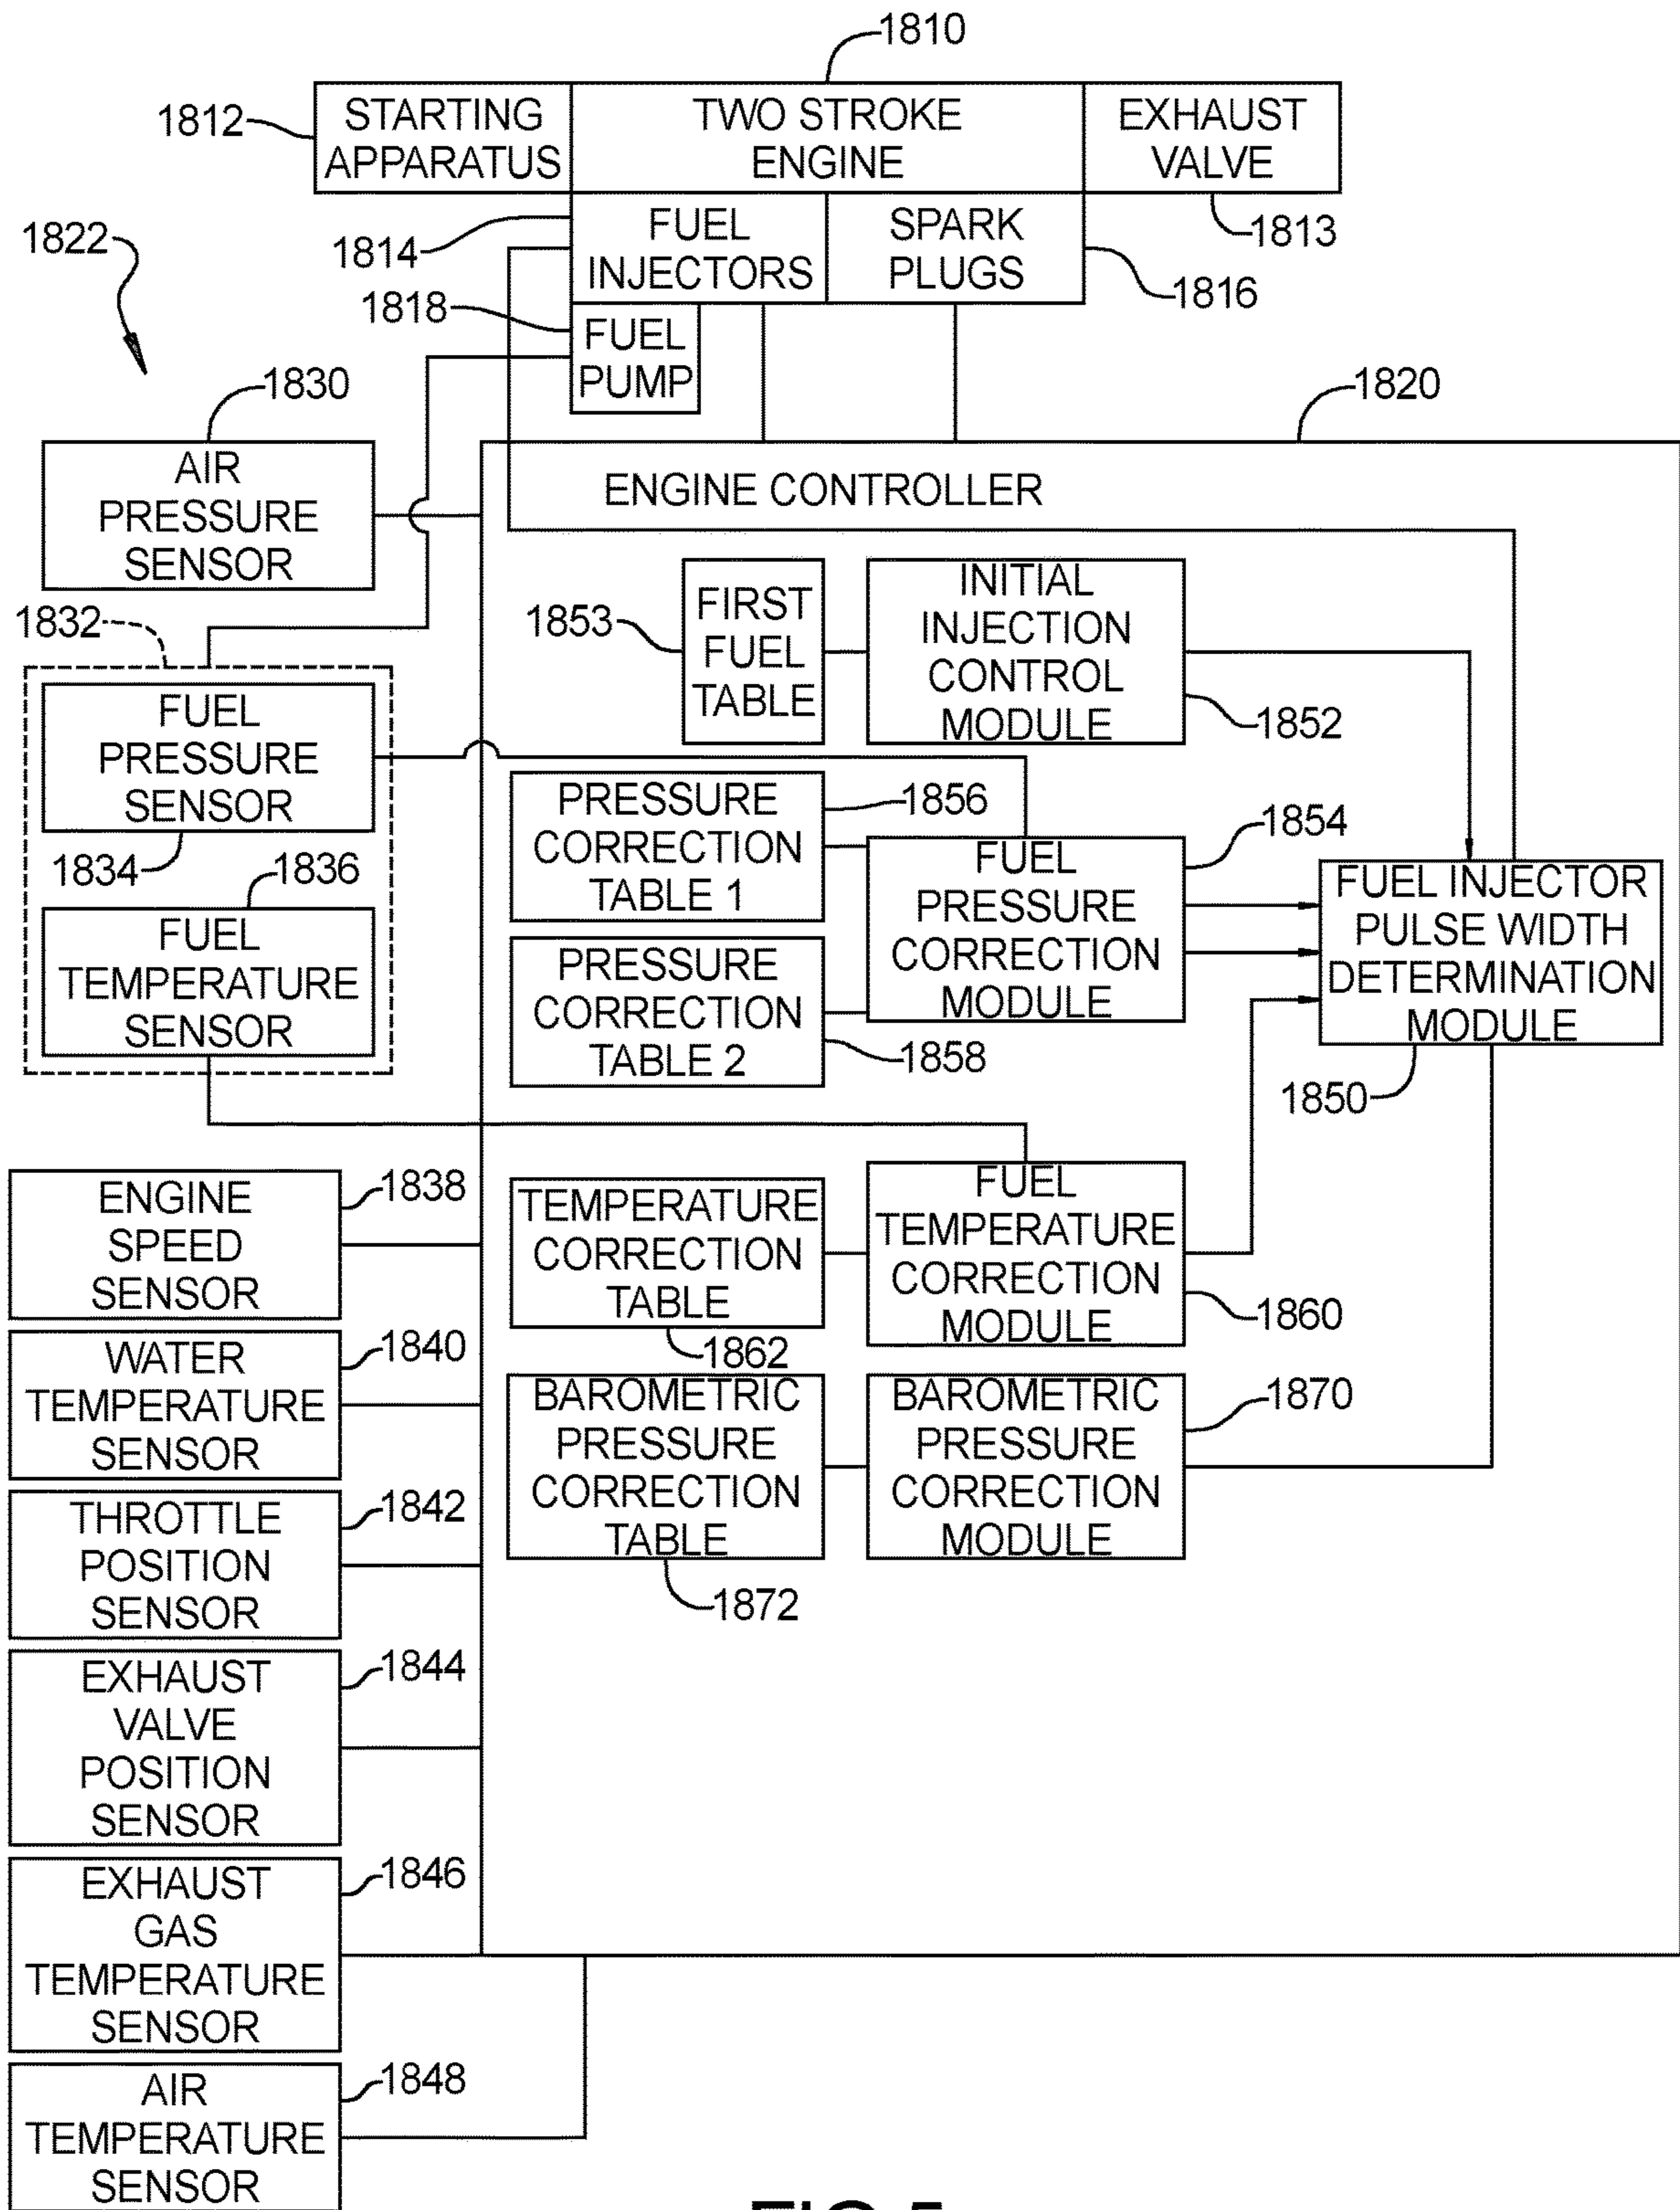 1810
STARTING
APPARATUS
TWO STROKE
ENGINE
EXHAUST
VALVE
1812
1813
1822
1814
FUEL
INJECTORS
SPARK
PLUGS
1816
1818
FUEL
PUMP
1830
1820
AIR
PRESSURE
SENSOR
ENGINE CONTROLLER
1832
1853
FIRST
FUEL
TABLE
INITIAL
INJECTION
CONTROL
MODULE
1852
FUEL
PRESSURE
SENSOR
1834
1836
FUEL
TEMPERATURE
SENSOR
PRESSURE
CORRECTION
TABLE 1
1856
PRESSURE
CORRECTION
TABLE 2
1858
FUEL
PRESSURE
CORRECTION
MODULE
1854
FUEL INJECTOR
PULSE WIDTH
DETERMINATION
MODULE
1850
ENGINE
SPEED
SENSOR
1838
TEMPERATURE
CORRECTION
TABLE
1862
FUEL
TEMPERATURE
CORRECTION
MODULE
1860
WATER
TEMPERATURE
SENSOR
1840
BAROMETRIC
PRESSURE
CORRECTION
TABLE
1872
BAROMETRIC
PRESSURE
CORRECTION
MODULE
1870
THROTTLE
POSITION
SENSOR
1842
EXHAUST
VALVE
POSITION
SENSOR
1844
EXHAUST
GAS
TEMPERATURE
SENSOR
1846
AIR
TEMPERATURE
SENSOR
1848